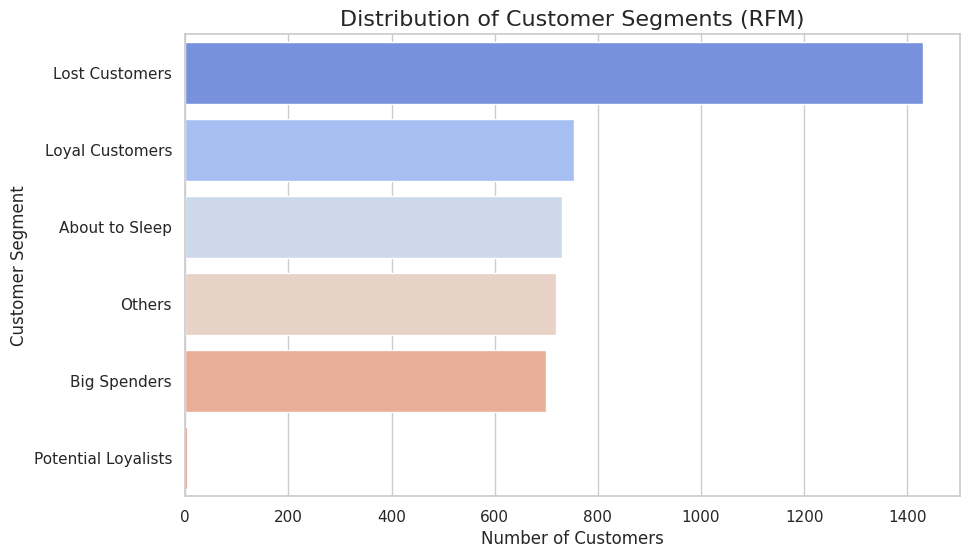 Distribution of Customer Segments (RFM)
Customer Segment
Lost Customers
Loyal Customers
About to Sleep
Others
Big Spenders
Potential Loyalists
0 200 400 600 800 1000 1200 1400
Number of Customers